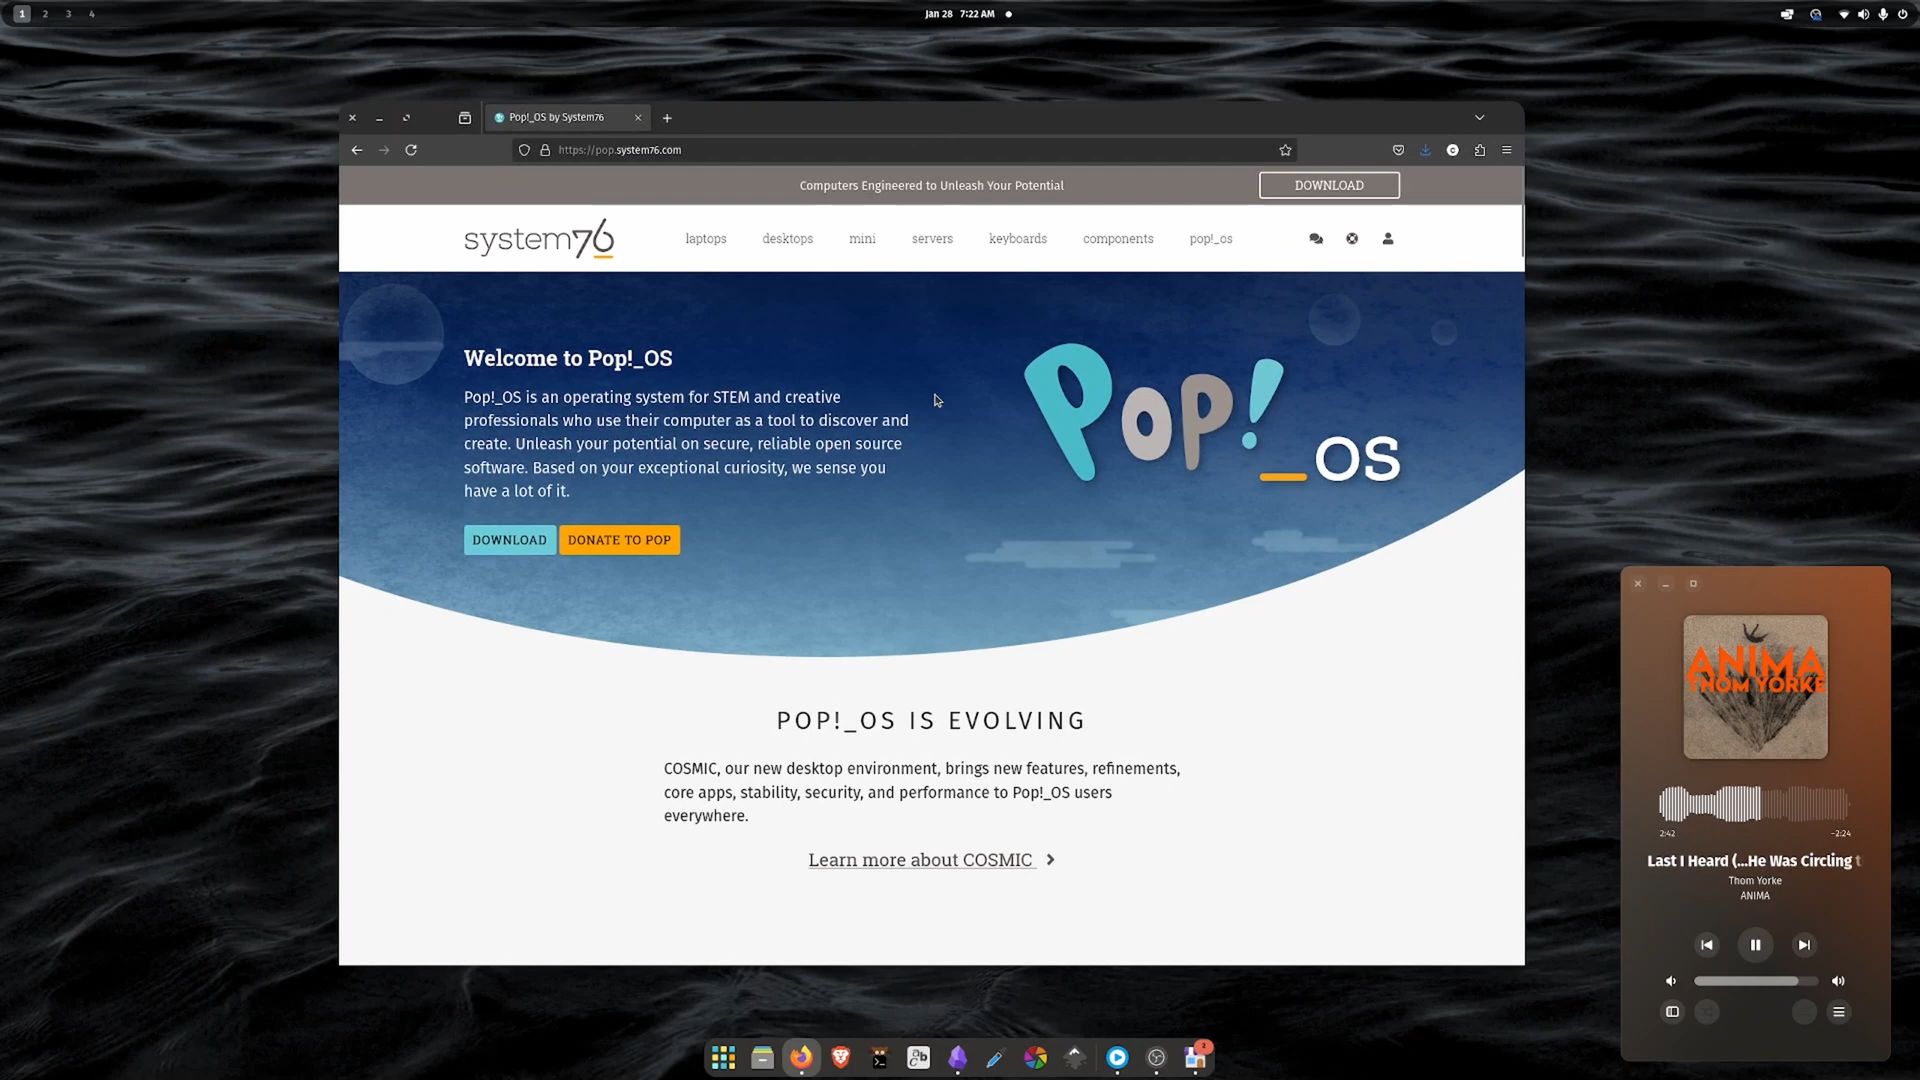 1 2 3 4
Jan 28 7:22 AM
Pop!_OS by System76
https://pop.system76.com
Computers Engineered to Unleash Your Potential
DOWNLOAD
system76
laptops desktops mini servers keyboards components pop!_os
Welcome to Pop!_OS
Pop!_OS is an operating system for STEM and creative
professionals who use their computer as a tool to discover and
create. Unleash your potential on secure, reliable open source
software. Based on your exceptional curiosity, we sense you
have a lot of it.
DOWNLOAD DONATE TO POP
Pop!_OS
POP!_OS IS EVOLVING
COSMIC, our new desktop environment, brings new features, refinements,
core apps, stability, security, and performance to Pop!_OS users
everywhere.
Learn more about COSMIC
ANIMA
THOM YORKE
2:42 -2:24
Last I Heard (...He Was Circling t
Thom Yorke
ANIMA
2